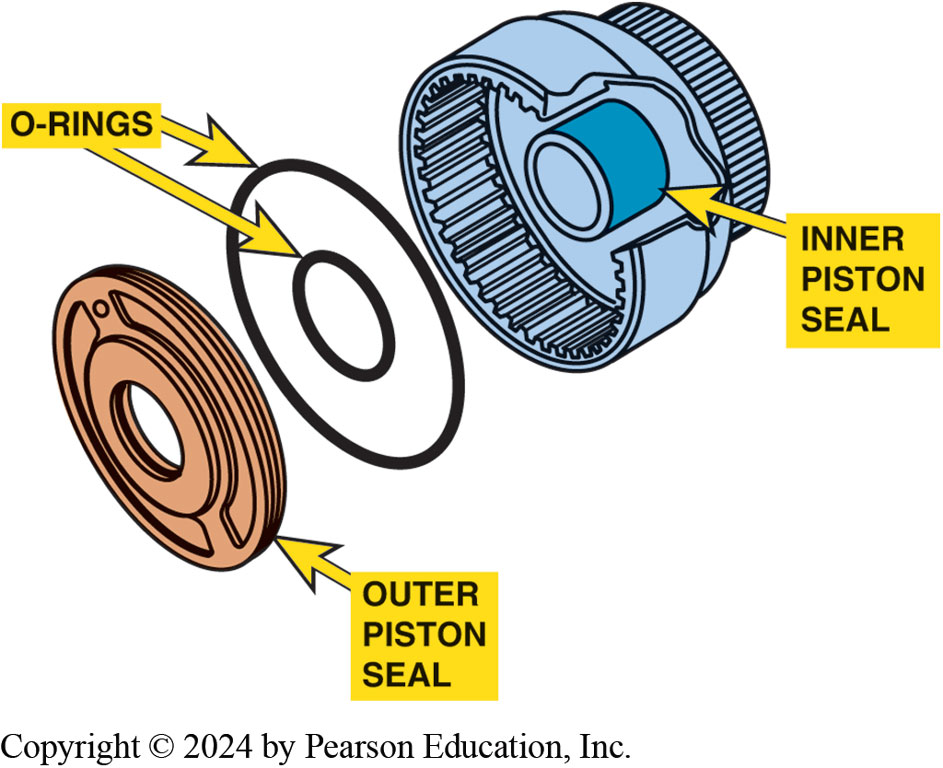 O-RINGS
INNER
PISTON
SEAL
OUTER
PISTON
SEAL
Copyright © 2024 by Pearson Education, Inc.